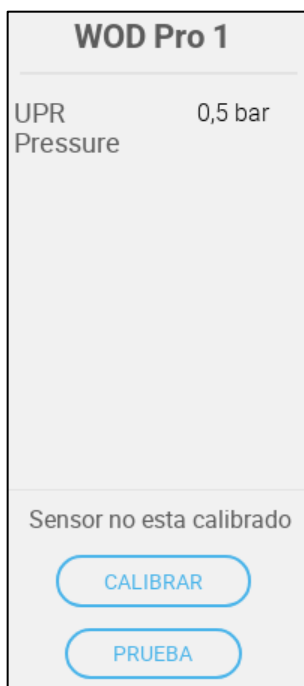 WOD Pro 1
UPR 0,5 bar
Pressure
Sensor no esta calibrado
CALIBRAR
PRUEBA